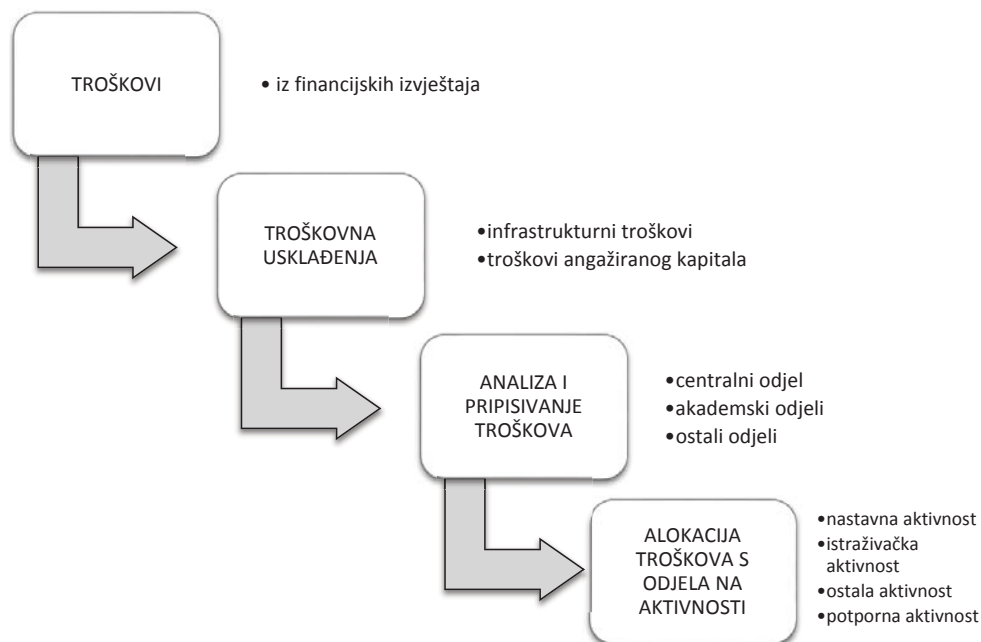 TROŠKOVI
• iz financijskih izvještaja
TROŠKOVNA
USKLAĐENJA
•infrastrukturni troškovi
•troškovi angažiranog kapitala
ANALIZA I
PRIPISIVANJE
TROŠKOVA
•centralni odjel
•akademski odjeli
•ostali odjeli
ALOKACIJA
TROŠKOVA S
ODJELA NA
AKTIVNOSTI
•nastavna aktivnost
•istraživačka
aktivnost
•ostala aktivnost
•potporna aktivnost